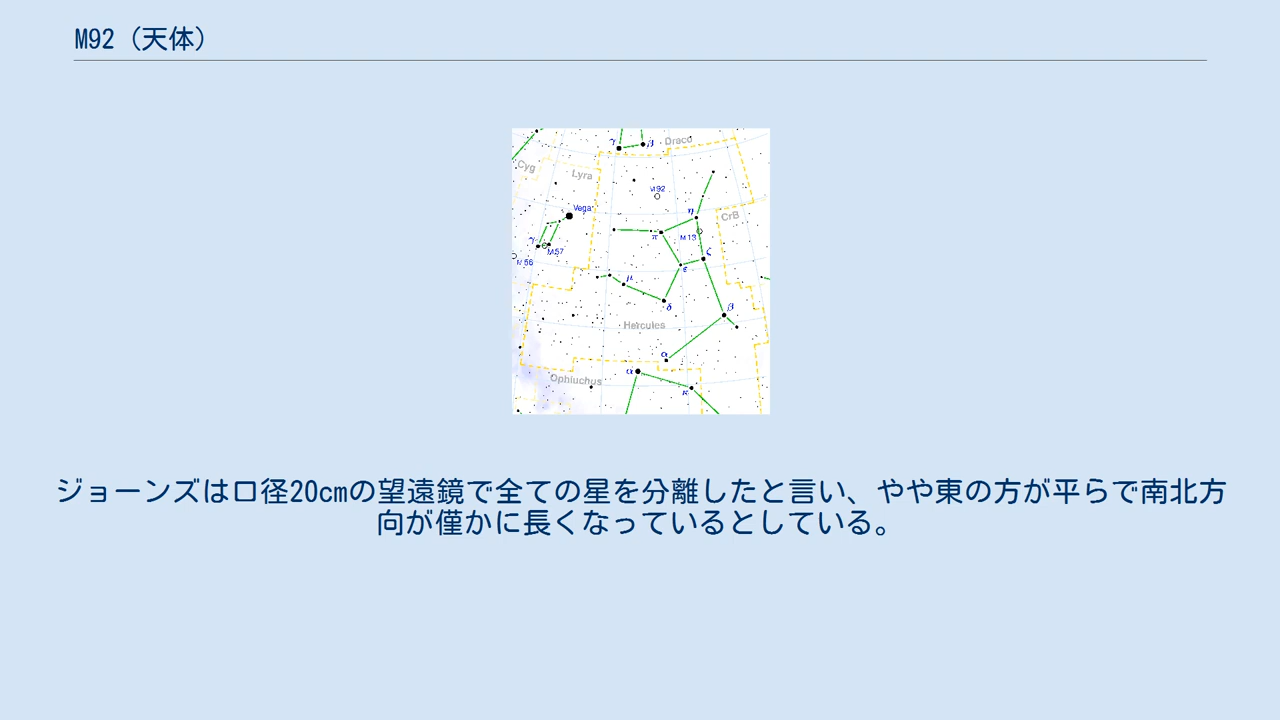 M92（天体）
γ β Draco
Cyg
Lyra
M92
Vega
η
CrB
π M13
γ
M57
ζ
M56
ε
μ
δ
β
Hercules
α
α
Ophiuchus
κ
ジョーンズは口径20cmの望遠鏡で全ての星を分離したと言い、やや東の方が平らで南北方
向が僅かに長くなっているとしている。